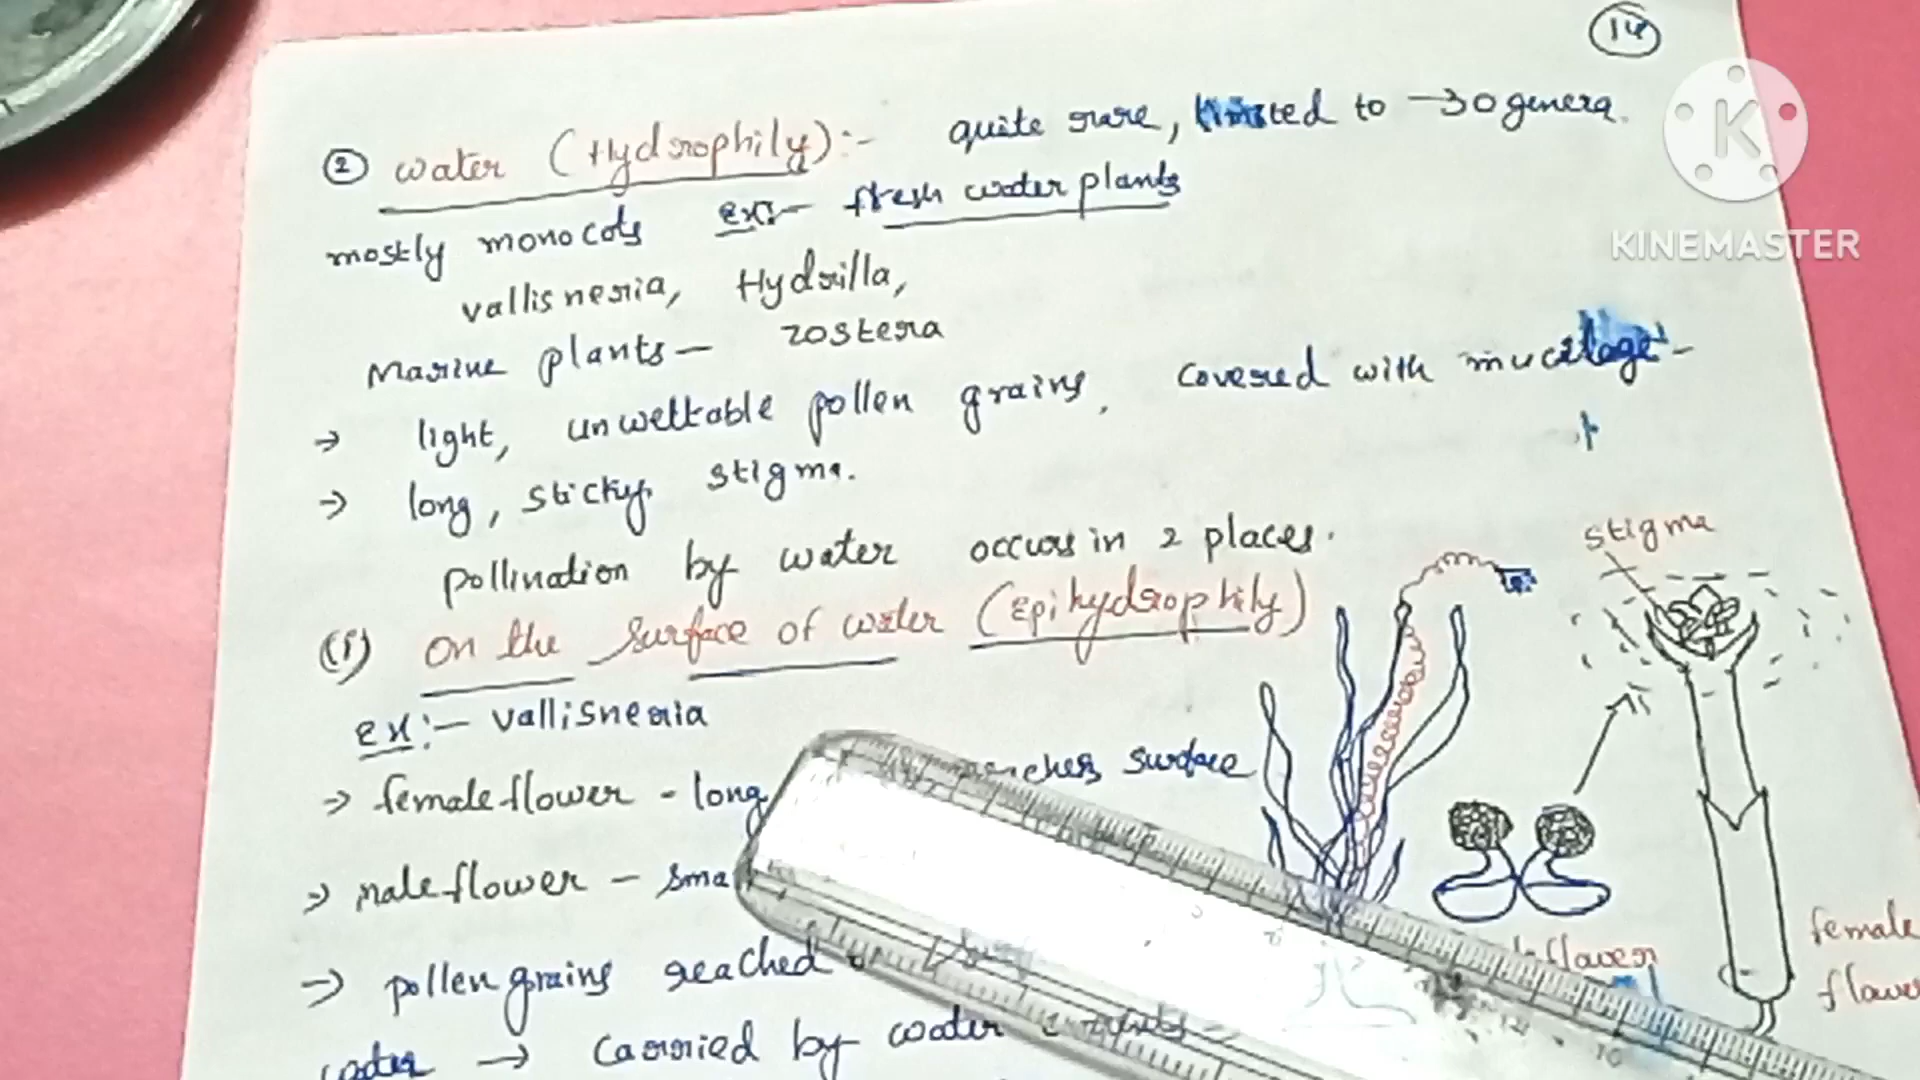 14
② water (Hydrophily):- quite rare, limited to -30 genera.
mostly monocots ex:- fresh water plants
vallisneria, Hydrilla,
Marine plants - zostera
→ light, unwettable pollen grains, covered with mucilage -
→ long, sticky stigma.
pollination by water occurs in 2 places.
(i) on the surface of water (Epihydrophily)
ex:- vallisneria
→ female flower - long reaches surface
→ male flower - sma
→ pollen grains reached
water → carried by water
stigma
flower
female
flower
KINEMASTER